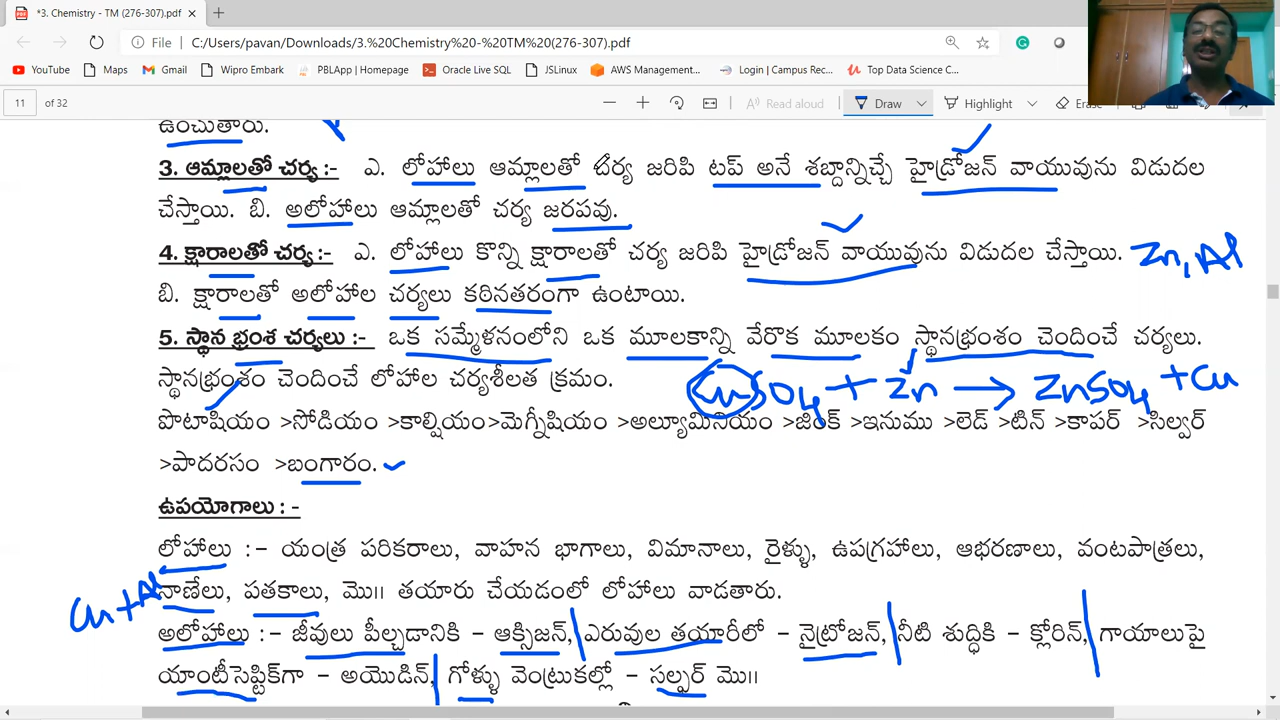 *3. Chemistry - TM (276-307).pdf
File C:/Users/pavan/Downloads/3.%20Chemistry%20-%20TM%20(276-307).pdf
YouTube Maps Gmail Wipro Embark PBLApp | Homepage Oracle Live SQL JSLinux AWS Management... Login | Campus Rec... Top Data Science C...
11 of 32 Read aloud Draw Highlight Erase
ఉంచుతారు.
3. ఆమ్లాలతో చర్య :- ఎ. లోహాలు ఆమ్లాలతో చర్య జరిపి టప్ అనే శబ్దాన్నిచ్చే హైడ్రోజన్ వాయువును విడుదల
చేస్తాయి. బి. అలోహాలు ఆమ్లాలతో చర్య జరపవు.
4. క్షారాలతో చర్య :- ఎ. లోహాలు కొన్ని క్షారాలతో చర్య జరిపి హైడ్రోజన్ వాయువును విడుదల చేస్తాయి. Zn, Al
బి. క్షారాలతో అలోహాల చర్యలు కఠినతరంగా ఉంటాయి.
5. స్థాన భ్రంశ చర్యలు :- ఒక సమ్మేళనంలోని ఒక మూలకాన్ని వేరొక మూలకం స్థానభ్రంశం చెందించే చర్యలు.
స్థానభ్రంశం చెందించే లోహాల చర్యశీలత క్రమం. CuSO4 + Zn → ZnSO4 + Cu
పొటాషియం >సోడియం >కాల్షియం>మెగ్నీషియం >అల్యూమినియం >జింక్ >ఇనుము >లెడ్ >టిన్ >కాపర్ >సిల్వర్
>పాదరసం >బంగారం.
ఉపయోగాలు : -
లోహాలు :- యంత్ర పరికరాలు, వాహన భాగాలు, విమానాలు, రైళ్ళు, ఉపగ్రహాలు, ఆభరణాలు, వంటపాత్రలు,
Cu + Al నాణేలు, పతకాలు, మొ॥ తయారు చేయడంలో లోహాలు వాడతారు.
అలోహాలు :- జీవులు పీల్చడానికి - ఆక్సిజన్, ఎరువుల తయారీలో - నైట్రోజన్, నీటి శుద్ధికి - క్లోరిన్, గాయాలుపై
యాంటీసెప్టిక్‌గా - అయొడిన్, గోళ్ళు వెంట్రుకల్లో - సల్ఫర్ మొ॥